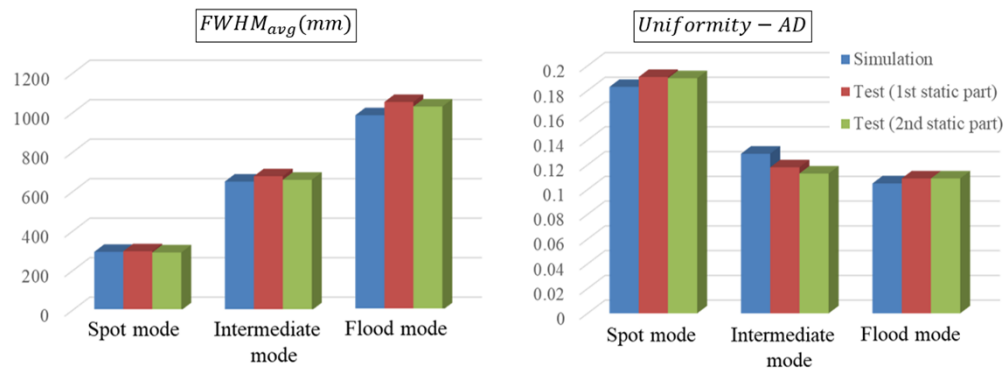 FWHMavg(mm)
1200
1000
800
600
400
200
0
Spot mode
Intermediate mode
Flood mode
Uniformity − AD
Simulation
Test (1st static part)
Test (2nd static part)
0.2
0.18
0.16
0.14
0.12
0.1
0.08
0.06
0.04
0.02
0
Spot mode
Intermediate mode
Flood mode